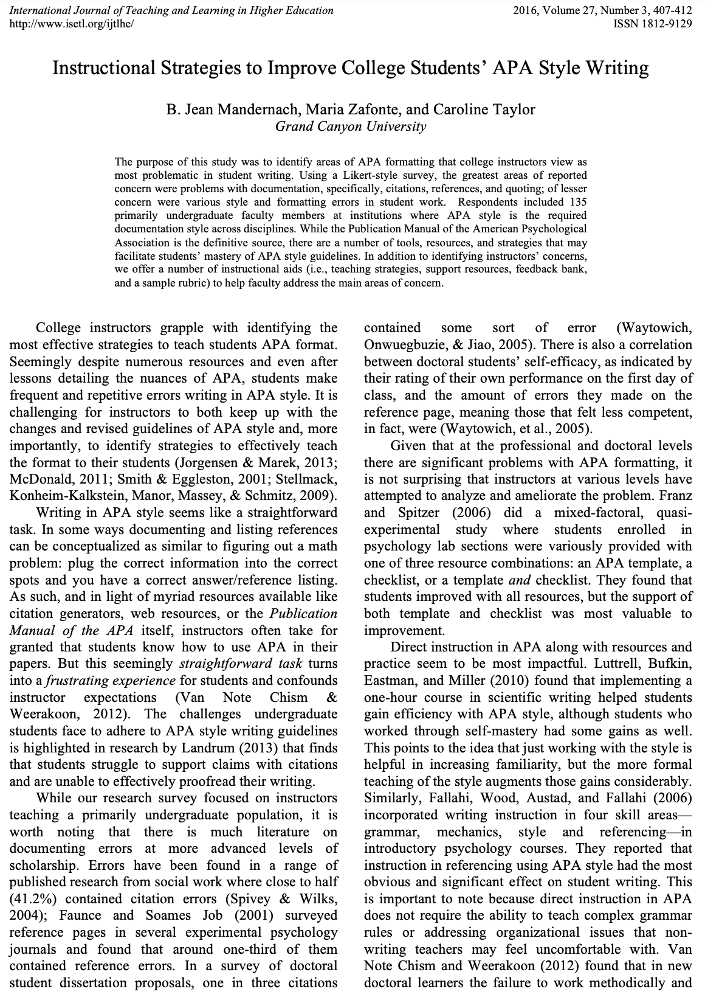 International Journal of Teaching and Learning in Higher Education
http://www.isetl.org/ijtlhe/
2016, Volume 27, Number 3, 407-412
ISSN 1812-9129
Instructional Strategies to Improve College Students’ APA Style Writing
B. Jean Mandernach, Maria Zafonte, and Caroline Taylor
Grand Canyon University
The purpose of this study was to identify areas of APA formatting that college instructors view as
most problematic in student writing. Using a Likert-style survey, the greatest areas of reported
concern were problems with documentation, specifically, citations, references, and quoting; of lesser
concern were various style and formatting errors in student work. Respondents included 135
primarily undergraduate faculty members at institutions where APA style is the required
documentation style across disciplines. While the Publication Manual of the American Psychological
Association is the definitive source, there are a number of tools, resources, and strategies that may
facilitate students’ mastery of APA style guidelines. In addition to identifying instructors’ concerns,
we offer a number of instructional aids (i.e., teaching strategies, support resources, feedback bank,
and a sample rubric) to help faculty address the main areas of concern.
College instructors grapple with identifying the
most effective strategies to teach students APA format.
Seemingly despite numerous resources and even after
lessons detailing the nuances of APA, students make
frequent and repetitive errors writing in APA style. It is
challenging for instructors to both keep up with the
changes and revised guidelines of APA style and, more
importantly, to identify strategies to effectively teach
the format to their students (Jorgensen & Marek, 2013;
McDonald, 2011; Smith & Eggleston, 2001; Stellmack,
Konheim-Kalkstein, Manor, Massey, & Schmitz, 2009).
Writing in APA style seems like a straightforward
task. In some ways documenting and listing references
can be conceptualized as similar to figuring out a math
problem: plug the correct information into the correct
spots and you have a correct answer/reference listing.
As such, and in light of myriad resources available like
citation generators, web resources, or the Publication
Manual of the APA itself, instructors often take for
granted that students know how to use APA in their
papers. But this seemingly straightforward task turns
into a frustrating experience for students and confounds
instructor expectations (Van Note Chism &
Weerakoon, 2012). The challenges undergraduate
students face to adhere to APA style writing guidelines
is highlighted in research by Landrum (2013) that finds
that students struggle to support claims with citations
and are unable to effectively proofread their writing.
While our research survey focused on instructors
teaching a primarily undergraduate population, it is
worth noting that there is much literature on
documenting errors at more advanced levels of
scholarship. Errors have been found in a range of
published research from social work where close to half
(41.2%) contained citation errors (Spivey & Wilks,
2004); Faunce and Soames Job (2001) surveyed
reference pages in several experimental psychology
journals and found that around one-third of them
contained reference errors. In a survey of doctoral
student dissertation proposals, one in three citations
contained some sort of error (Waytowich,
Onwuegbuzie, & Jiao, 2005). There is also a correlation
between doctoral students’ self-efficacy, as indicated by
their rating of their own performance on the first day of
class, and the amount of errors they made on the
reference page, meaning those that felt less competent,
in fact, were (Waytowich, et al., 2005).
Given that at the professional and doctoral levels
there are significant problems with APA formatting, it
is not surprising that instructors at various levels have
attempted to analyze and ameliorate the problem. Franz
and Spitzer (2006) did a mixed-factoral, quasi-
experimental study where students enrolled in
psychology lab sections were variously provided with
one of three resource combinations: an APA template, a
checklist, or a template and checklist. They found that
students improved with all resources, but the support of
both template and checklist was most valuable to
improvement.
Direct instruction in APA along with resources and
practice seem to be most impactful. Luttrell, Bufkin,
Eastman, and Miller (2010) found that implementing a
one-hour course in scientific writing helped students
gain efficiency with APA style, although students who
worked through self-mastery had some gains as well.
This points to the idea that just working with the style is
helpful in increasing familiarity, but the more formal
teaching of the style augments those gains considerably.
Similarly, Fallahi, Wood, Austad, and Fallahi (2006)
incorporated writing instruction in four skill areas—
grammar, mechanics, style and referencing—in
introductory psychology courses. They reported that
instruction in referencing using APA style had the most
obvious and significant effect on student writing. This
is important to note because direct instruction in APA
does not require the ability to teach complex grammar
rules or addressing organizational issues that non-
writing teachers may feel uncomfortable with. Van
Note Chism and Weerakoon (2012) found that in new
doctoral learners the failure to work methodically and